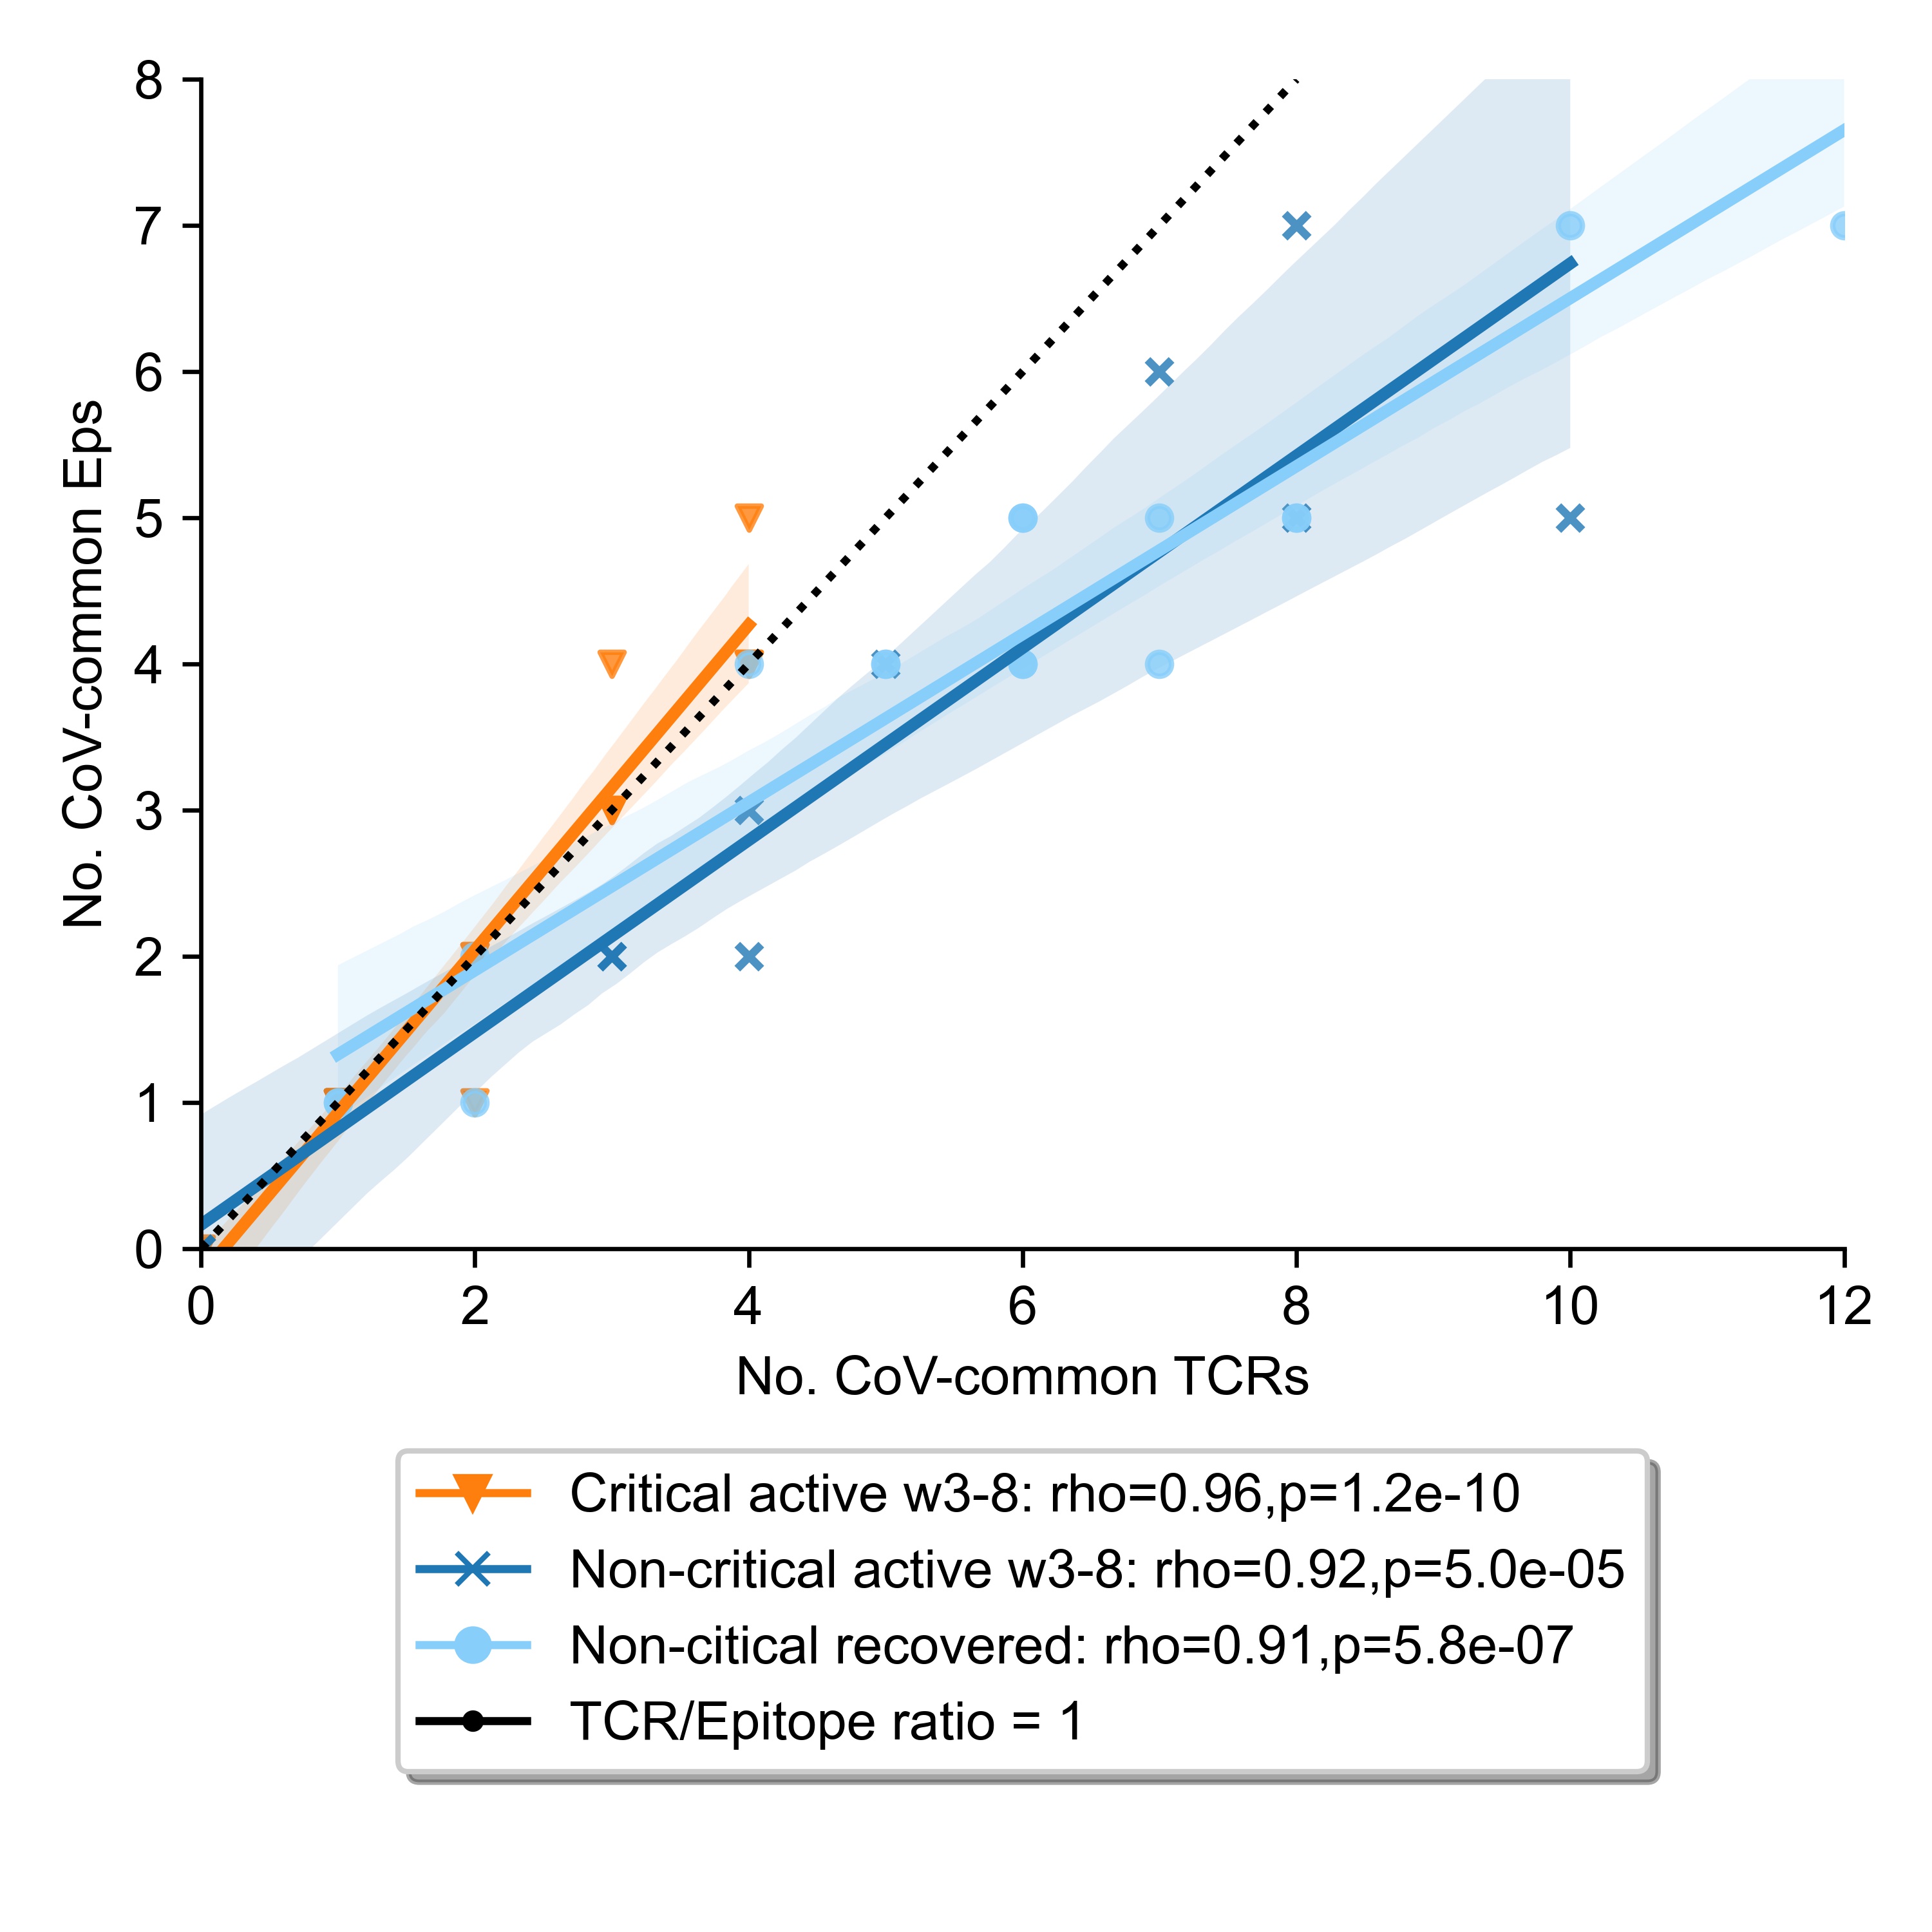 8
7
6
5
4
3
2
1
0
No. CoV-common Eps
0 2 4 6 8 10 12
No. CoV-common TCRs
Critical active w3-8: rho=0.96,p=1.2e-10
Non-critical active w3-8: rho=0.92,p=5.0e-05
Non-citical recovered: rho=0.91,p=5.8e-07
TCR/Epitope ratio = 1